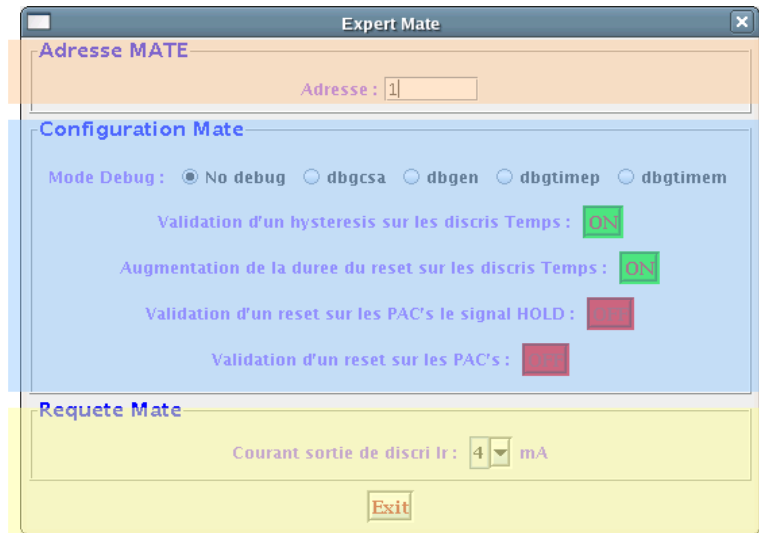 Expert Mate
Adresse MATE
Adresse : 1
Configuration Mate
Mode Debug : No debug dbgcsa dbgen dbgtimep dbgtimem
Validation d'un hysteresis sur les discris Temps : ON
Augmentation de la duree du reset sur les discris Temps : ON
Validation d'un reset sur les PAC's le signal HOLD : OFF
Validation d'un reset sur les PAC's : OFF
Requete Mate
Courant sortie de discri Ir : 4 mA
Exit